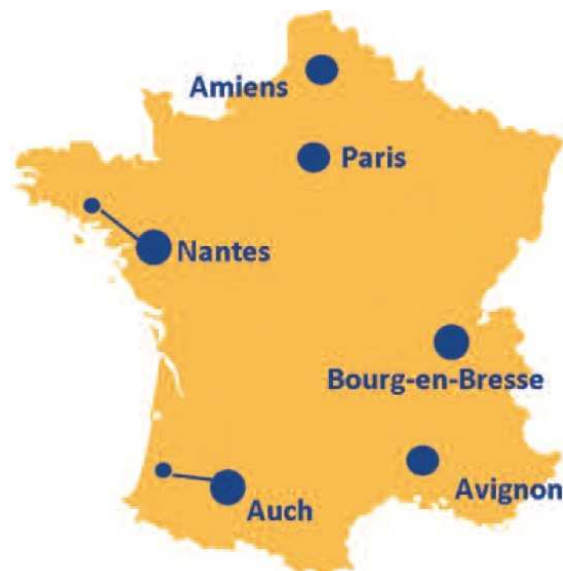 Amiens
Paris
Nantes
Bourg-en-Bresse
Avignon
Auch